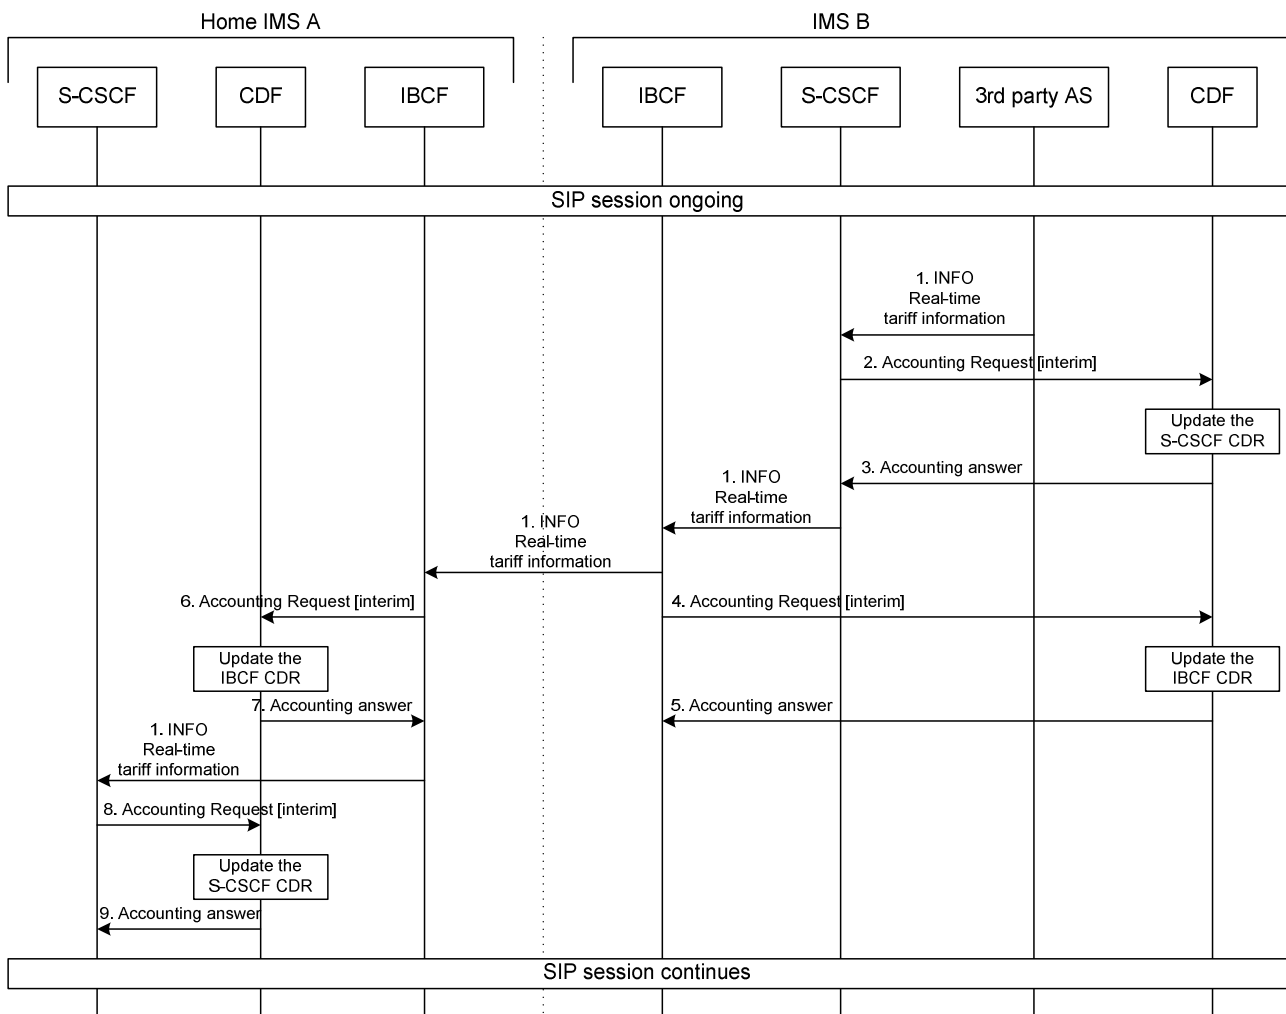 Home IMS A
IMS B
S-CSCF
CDF
IBCF
IBCF
S-CSCF
3rd party AS
CDF
SIP session ongoing
1. INFO
Real-time
tariff information
2. Accounting Request [interim]
Update the
S-CSCF CDR
3. Accounting answer
1. INFO
Real-time
tariff information
1. INFO
Real-time
tariff information
6. Accounting Request [interim]
4. Accounting Request [interim]
Update the
IBCF CDR
Update the
IBCF CDR
7. Accounting answer
5. Accounting answer
1. INFO
Real-time
tariff information
8. Accounting Request [interim]
Update the
S-CSCF CDR
9. Accounting answer
SIP session continues